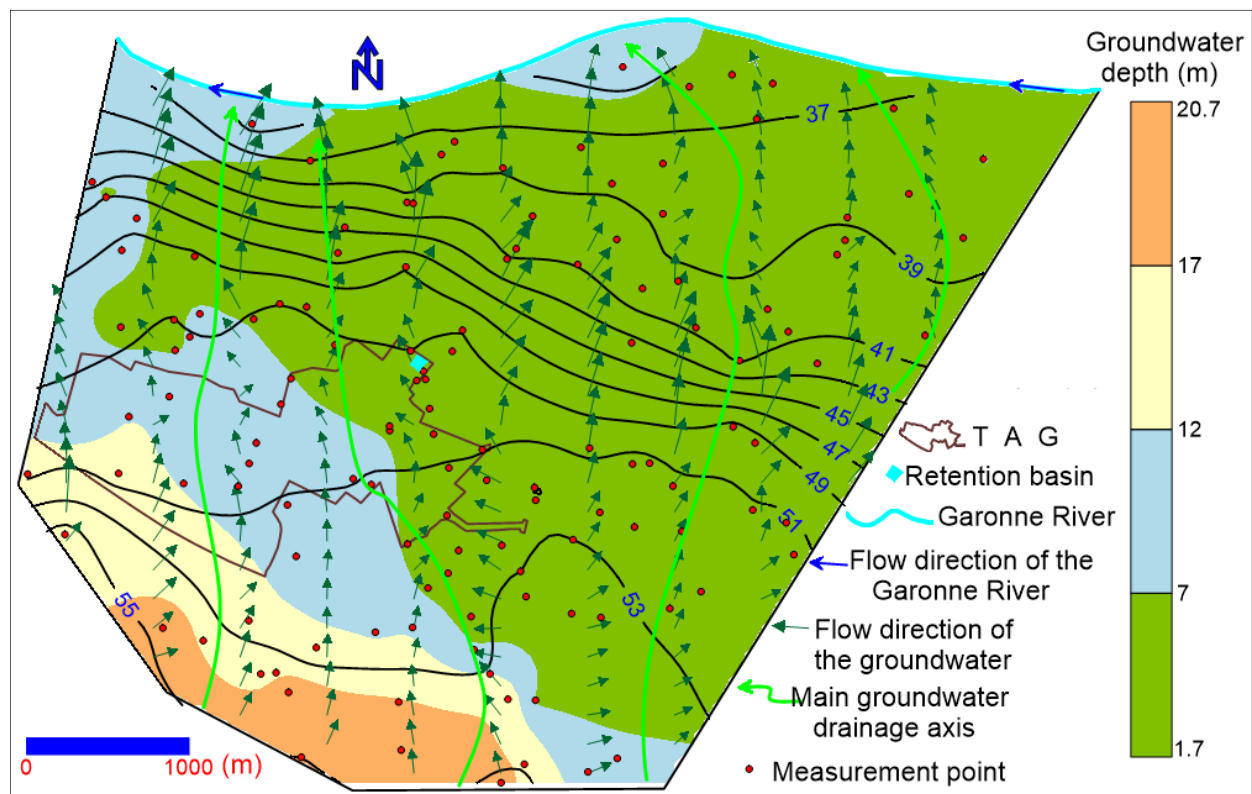 N
Groundwater
depth (m)
20.7
17
12
7
1.7
37
39
41
43
45
47
49
51
53
55
T A G
Retention basin
Garonne River
Flow direction of the
Garonne River
Flow direction of
the groundwater
Main groundwater
drainage axis
Measurement point
0 1000 (m)